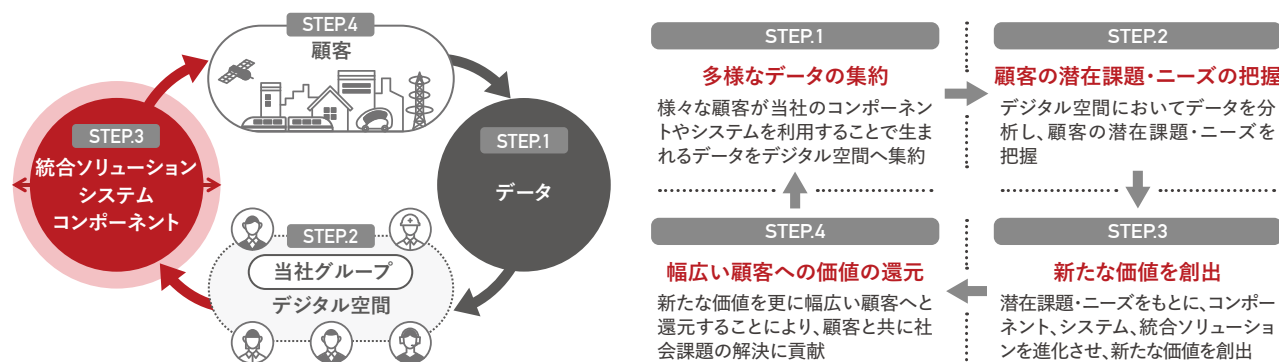 STEP.4
顧客
STEP.3
統合ソリューション
システム
コンポーネント
STEP.1
データ
STEP.2
当社グループ
デジタル空間
STEP.1
多様なデータの集約
様々な顧客が当社のコンポーネン
トやシステムを利用することで生ま
れるデータをデジタル空間へ集約
STEP.2
顧客の潜在課題・ニーズの把握
デジタル空間においてデータを分
析し、顧客の潜在課題・ニーズを
把握
STEP.4
幅広い顧客への価値の還元
新たな価値を更に幅広い顧客へと
還元することにより、顧客と共に社
会課題の解決に貢献
STEP.3
新たな価値を創出
潜在課題・ニーズをもとに、コンポー
ネント、システム、統合ソリューショ
ンを進化させ、新たな価値を創出